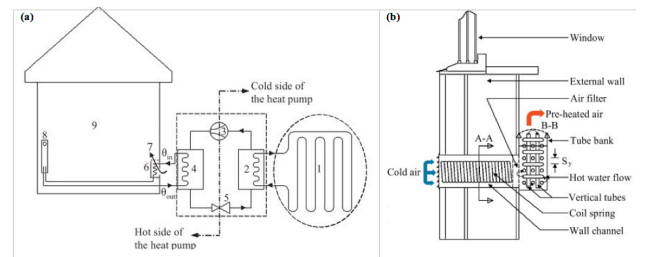 (a)
Cold side of
the heat pump
9
8
7
θin
6
θout
4
3
2
5
1
Hot side of
the heat pump
(b)
Window
External wall
Air filter
Pre-heated air
B-B
A-A
Tube bank
Cold air
Sy
Hot water flow
Vertical tubes
Coil spring
Wall channel